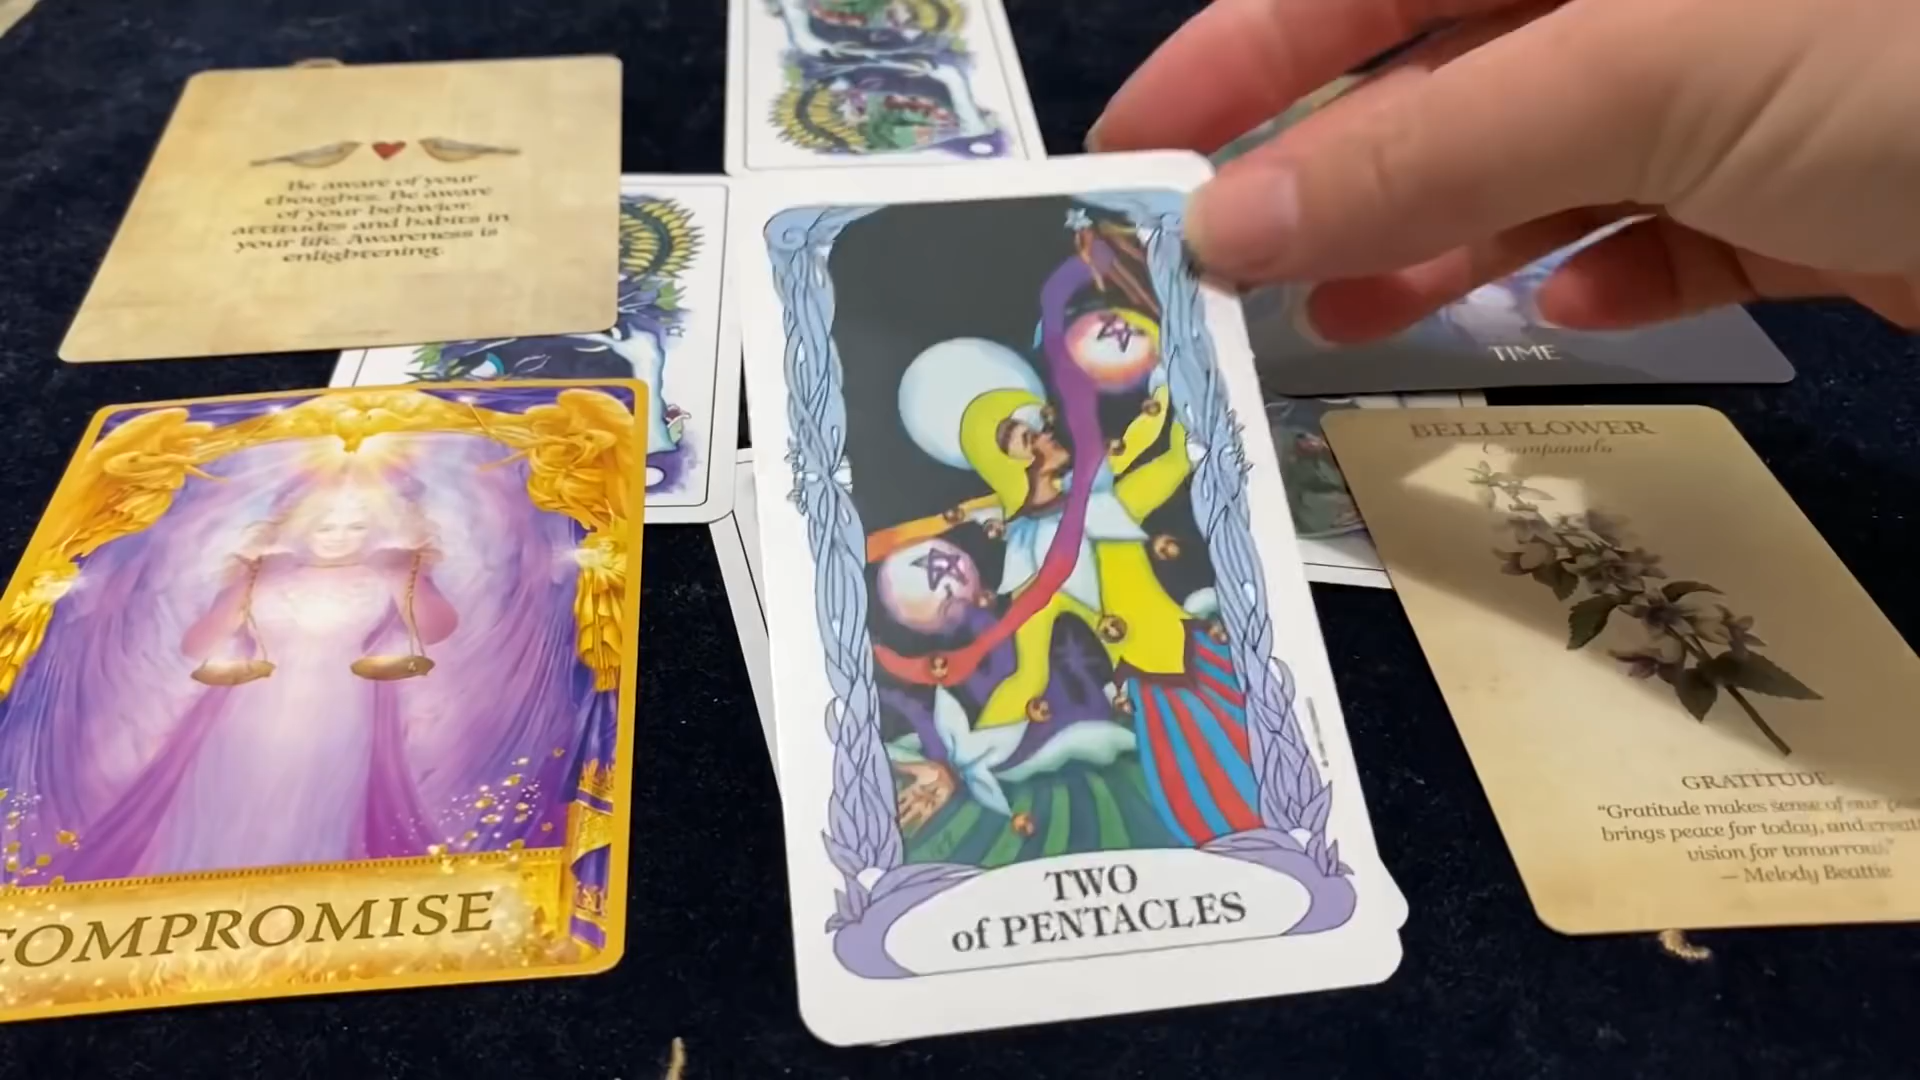 Be aware of your
thoughts. Be aware
of your behavior,
attitudes and habits in
your life. Awareness is
enlightening.
TIME
BELLFLOWER
Campanula
COMPROMISE
TWO
of PENTACLES
GRATITUDE
"Gratitude makes sense of our
brings peace for today, and
vision for tomorrow."
— Melody Beattie